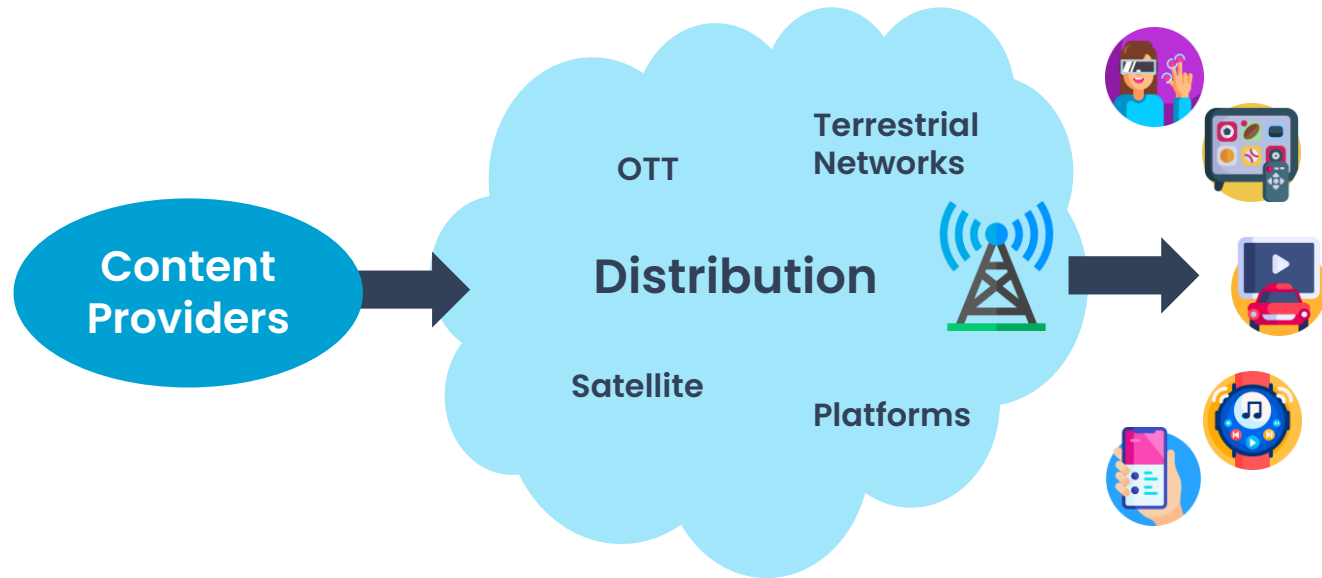 Content
Providers
OTT
Terrestrial
Networks
Distribution
Satellite
Platforms